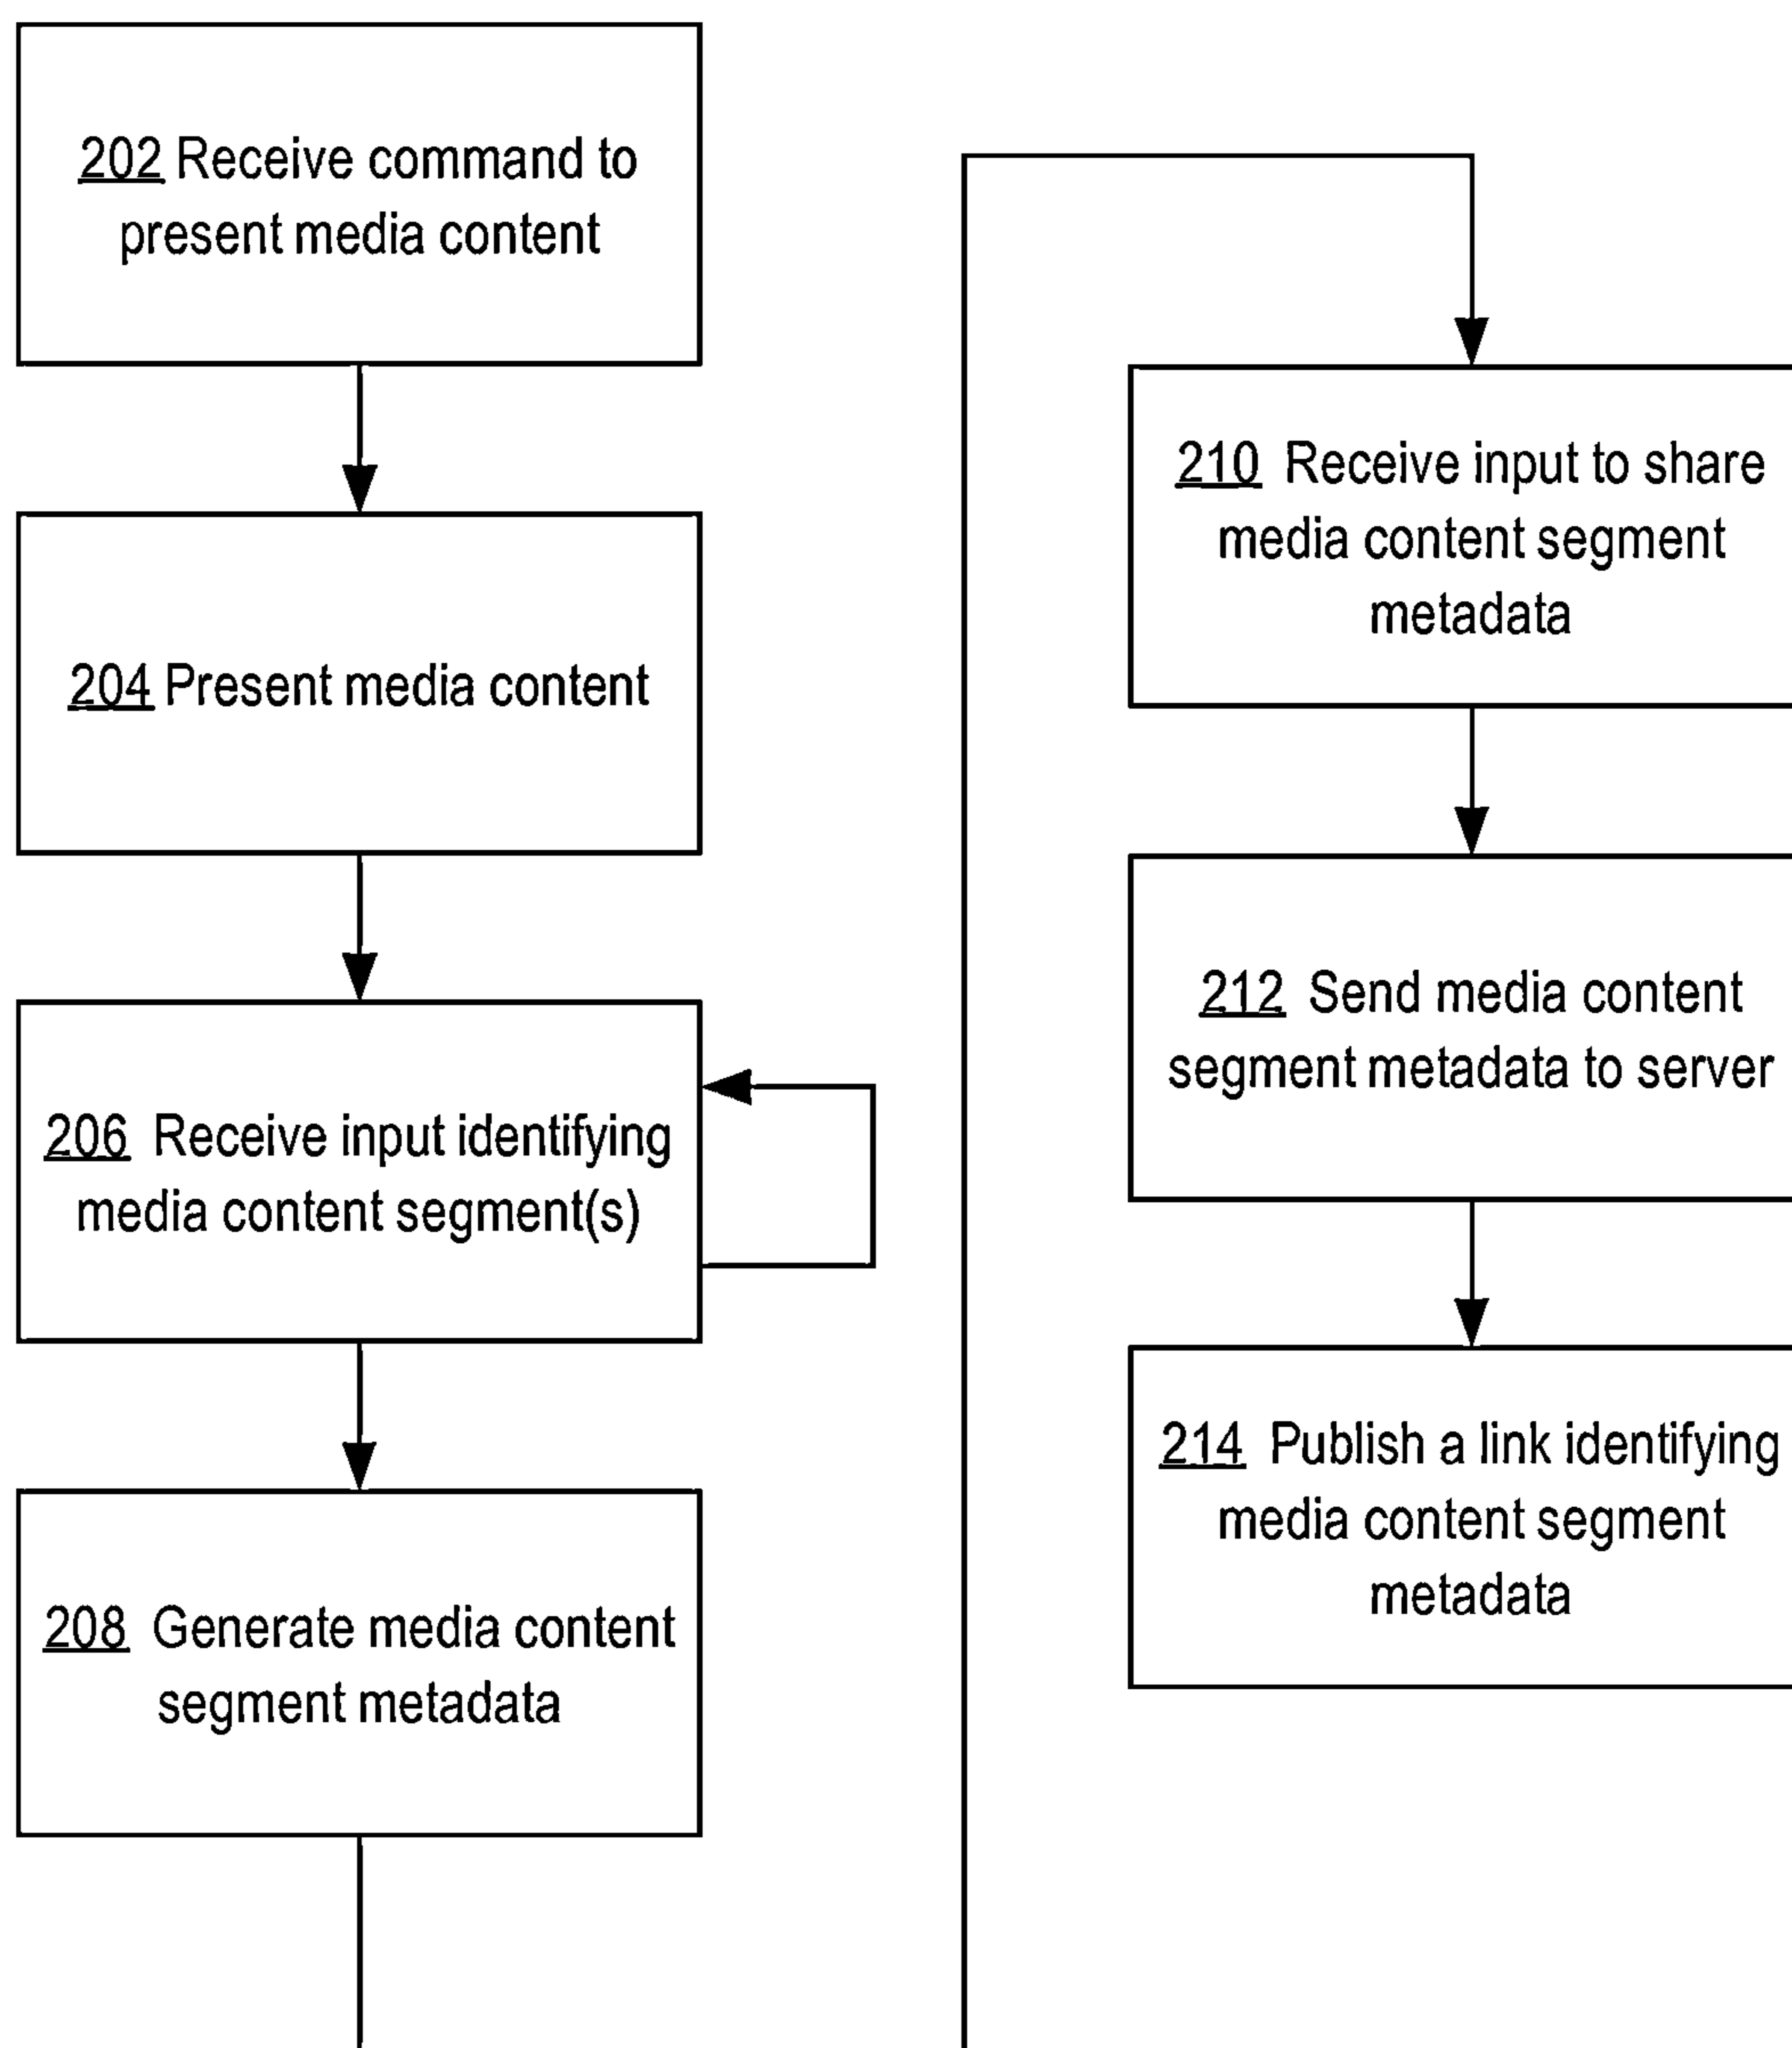 202 Receive command to
present media content
204 Present media content
206 Receive input identifying
media content segment(s)
208 Generate media content
segment metadata
210 Receive input to share
media content segment
metadata
212 Send media content
segment metadata to server
214 Publish a link identifying
media content segment
metadata